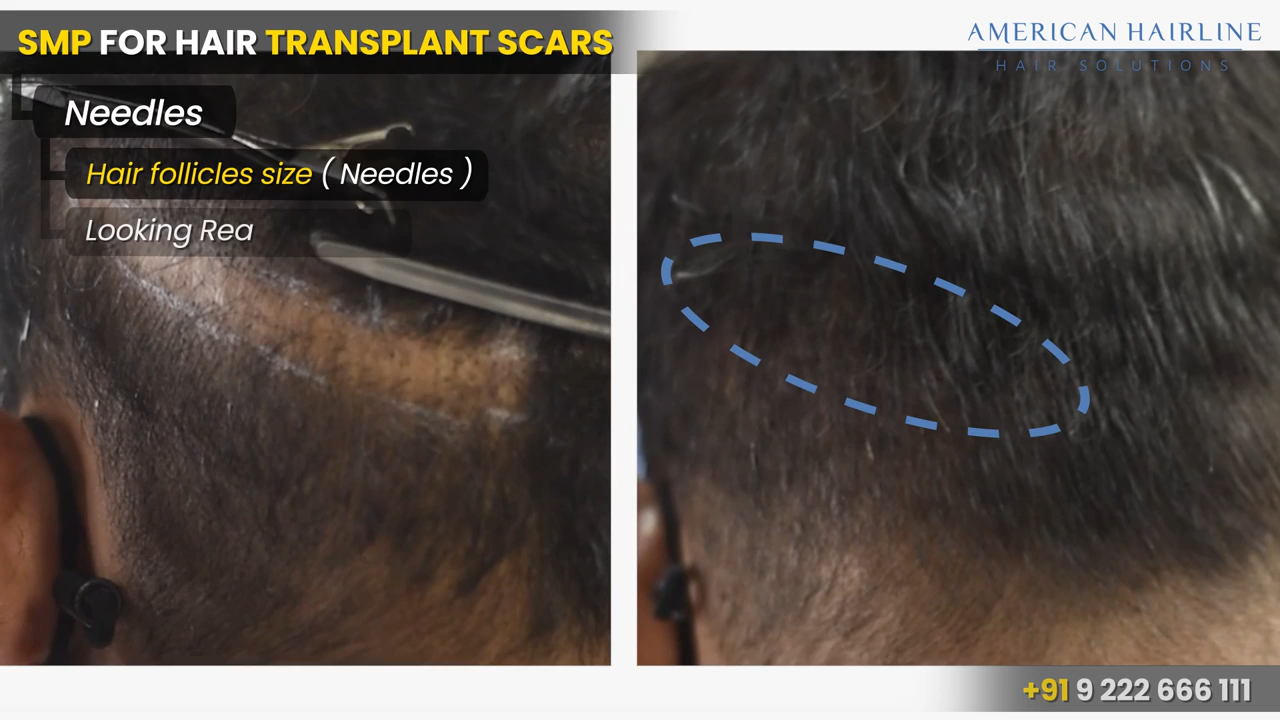 SMP FOR HAIR TRANSPLANT SCARS
AMERICAN HAIRLINE
HAIR SOLUTIONS
Needles
Hair follicles size ( Needles )
Looking Rea
+91 9 222 666 111